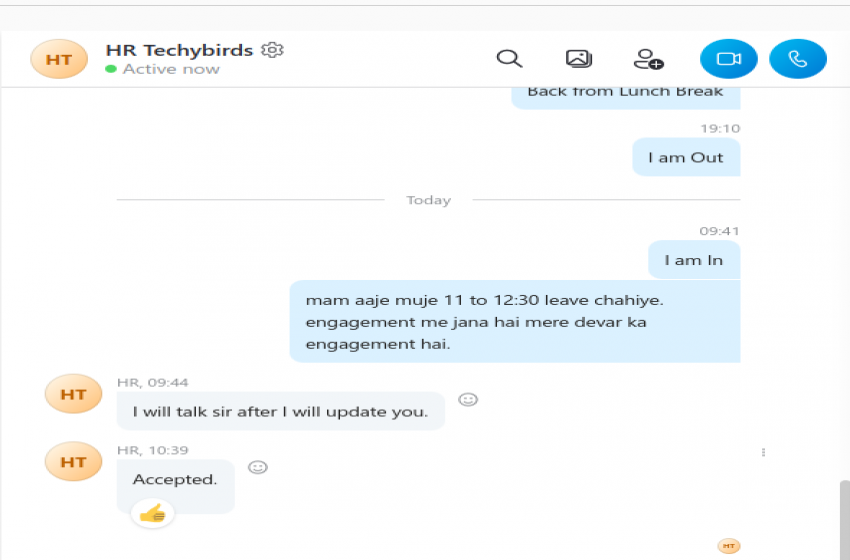 HT
HR Techybirds
Active now
Back from Lunch Break
19:10
I am Out
Today
09:41
I am In
mam aaje muje 11 to 12:30 leave chahiye.
engagement me jana hai mere devar ka
engagement hai.
HR, 09:44
HT
I will talk sir after I will update you.
HR, 10:39
HT
Accepted.
HT